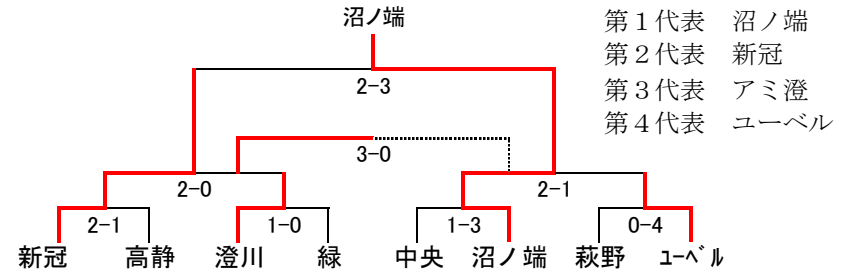 沼ノ端
第１代表　沼ノ端
第２代表　新冠
第３代表　アミ澄
第４代表　ユーベル
2-3
3-0
2-0
2-1
2-1
1-0
1-3
0-4
新冠
高静
澄川
緑
中央
沼ノ端
萩野
ﾕｰﾍﾞﾙ